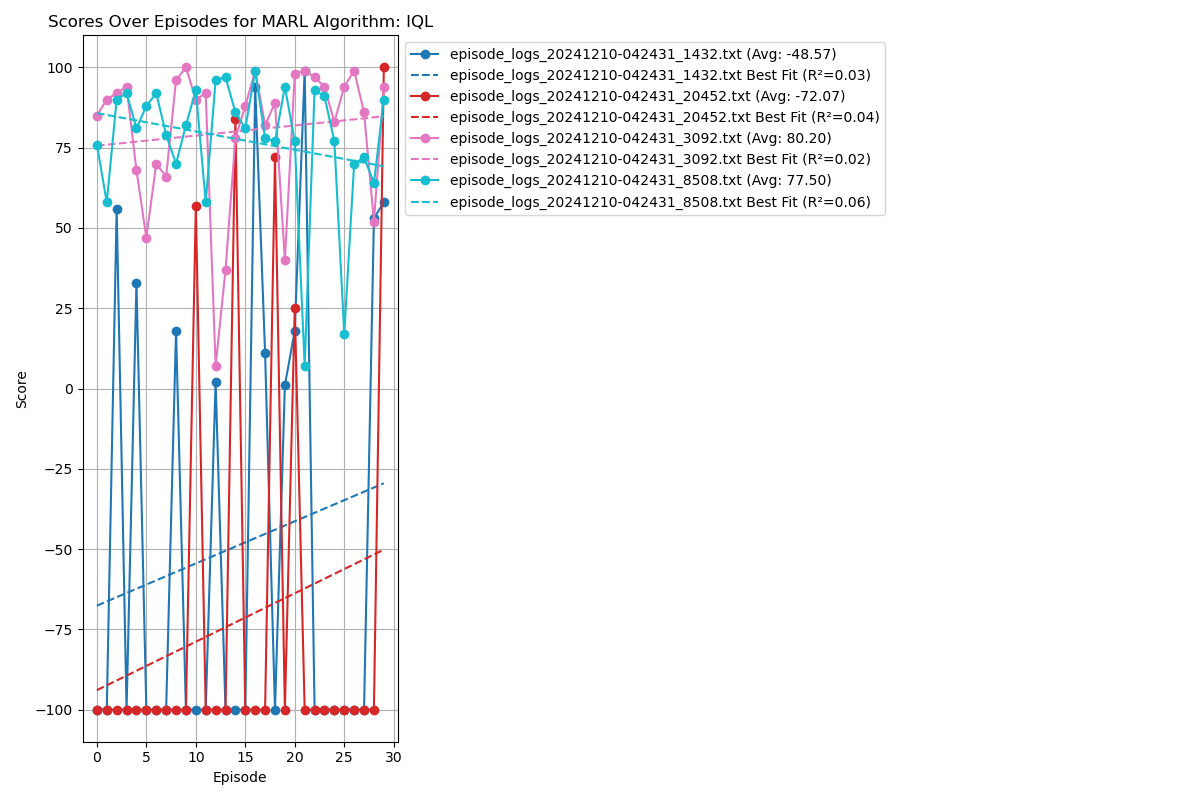 Scores Over Episodes for MARL Algorithm: IQL
episode_logs_20241210-042431_1432.txt (Avg: -48.57)
episode_logs_20241210-042431_1432.txt Best Fit (R²=0.03)
episode_logs_20241210-042431_20452.txt (Avg: -72.07)
episode_logs_20241210-042431_20452.txt Best Fit (R²=0.04)
episode_logs_20241210-042431_3092.txt (Avg: 80.20)
episode_logs_20241210-042431_3092.txt Best Fit (R²=0.02)
episode_logs_20241210-042431_8508.txt (Avg: 77.50)
episode_logs_20241210-042431_8508.txt Best Fit (R²=0.06)
Score
100
75
50
25
0
−25
−50
−75
−100
0 5 10 15 20 25 30
Episode